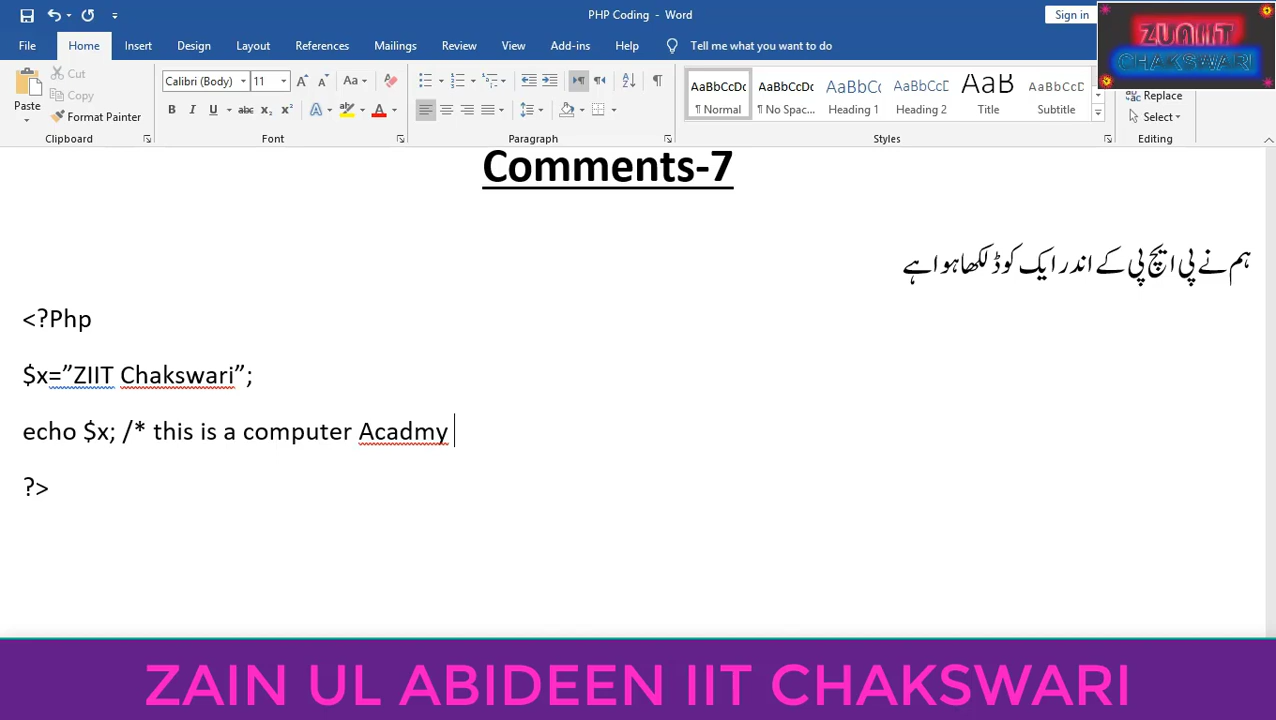 PHP Coding - Word
Sign in
ZUAIIT
CHAKSWARI
File Home Insert Design Layout References Mailings Review View Add-ins Help Tell me what you want to do
Paste
Cut
Copy
Format Painter
Calibri (Body) 11
AaBbCcDc AaBbCcDc AaBbCc AaBbCcD AaB AaBbCcD
¶ Normal ¶ No Spac... Heading 1 Heading 2 Title Subtitle
Replace
Select
Clipboard Font Paragraph Styles Editing
Comments-7
ہم نے پی ایچ پی کے اندر ایک کوڈ لکھا ہوا ہے
<?Php
$x=”ZIIT Chakswari”;
echo $x; /* this is a computer Acadmy
?>
ZAIN UL ABIDEEN IIT CHAKSWARI